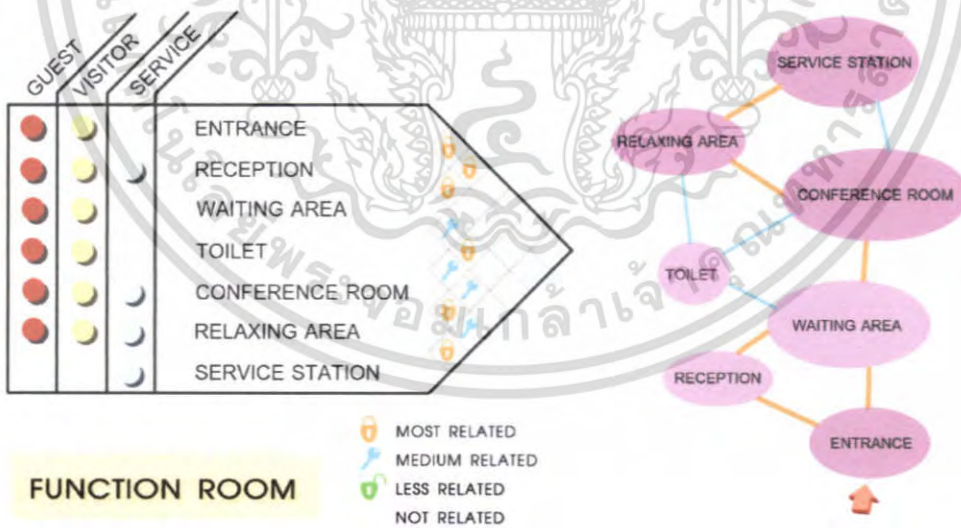 GUEST
VISITOR
SERVICE
ENTRANCE
RECEPTION
WAITING AREA
TOILET
CONFERENCE ROOM
RELAXING AREA
SERVICE STATION
FUNCTION ROOM
MOST RELATED
MEDIUM RELATED
LESS RELATED
NOT RELATED
SERVICE STATION
RELAXING AREA
CONFERENCE ROOM
TOILET
WAITING AREA
RECEPTION
ENTRANCE